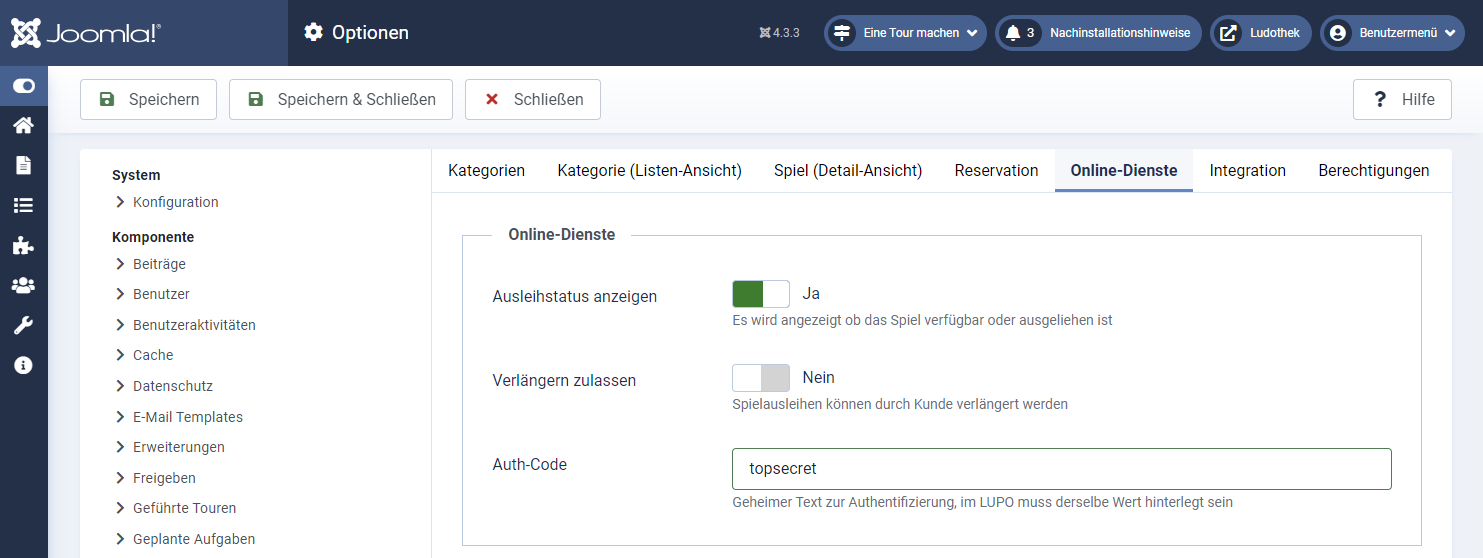 Joomla!®
Optionen
4.3.3
Eine Tour machen
3 Nachinstallationshinweise
Ludothek
Benutzermenü
Speichern
Speichern & Schließen
Schließen
? Hilfe
System
Konfiguration
Komponente
Beiträge
Benutzer
Benutzeraktivitäten
Cache
Datenschutz
E-Mail Templates
Erweiterungen
Freigeben
Geführte Touren
Geplante Aufgaben
Kategorien
Kategorie (Listen-Ansicht)
Spiel (Detail-Ansicht)
Reservation
Online-Dienste
Integration
Berechtigungen
Online-Dienste
Ausleihstatus anzeigen
Ja
Es wird angezeigt ob das Spiel verfügbar oder ausgeliehen ist
Verlängern zulassen
Nein
Spielausleihen können durch Kunde verlängert werden
Auth-Code
topsecret
Geheimer Text zur Authentifizierung, im LUPO muss derselbe Wert hinterlegt sein